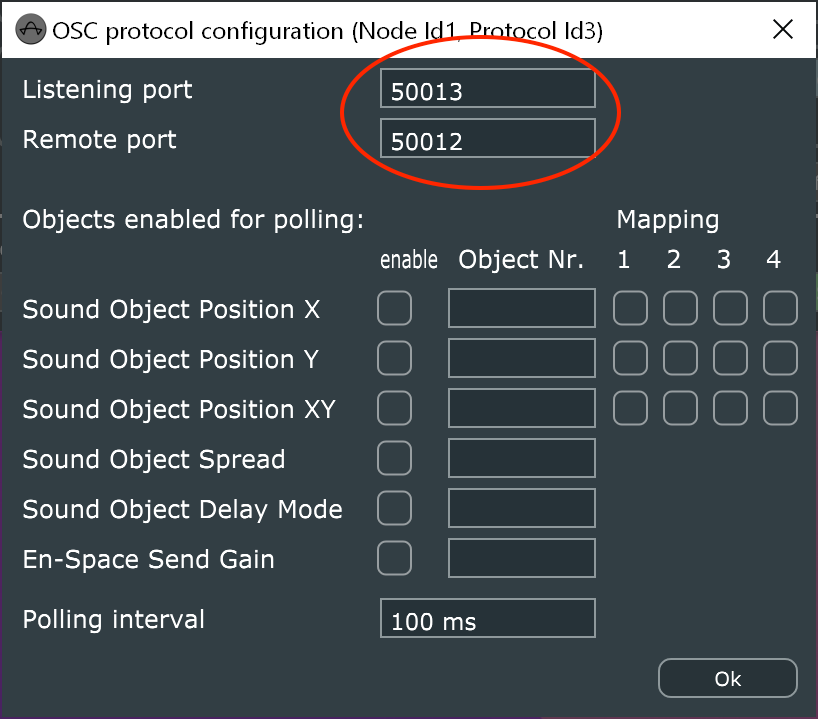 OSC protocol configuration (Node Id1, Protocol Id3)
Listening port 50013
Remote port 50012
Objects enabled for polling: Mapping
enable Object Nr. 1 2 3 4
Sound Object Position X
Sound Object Position Y
Sound Object Position XY
Sound Object Spread
Sound Object Delay Mode
En-Space Send Gain
Polling interval 100 ms
Ok